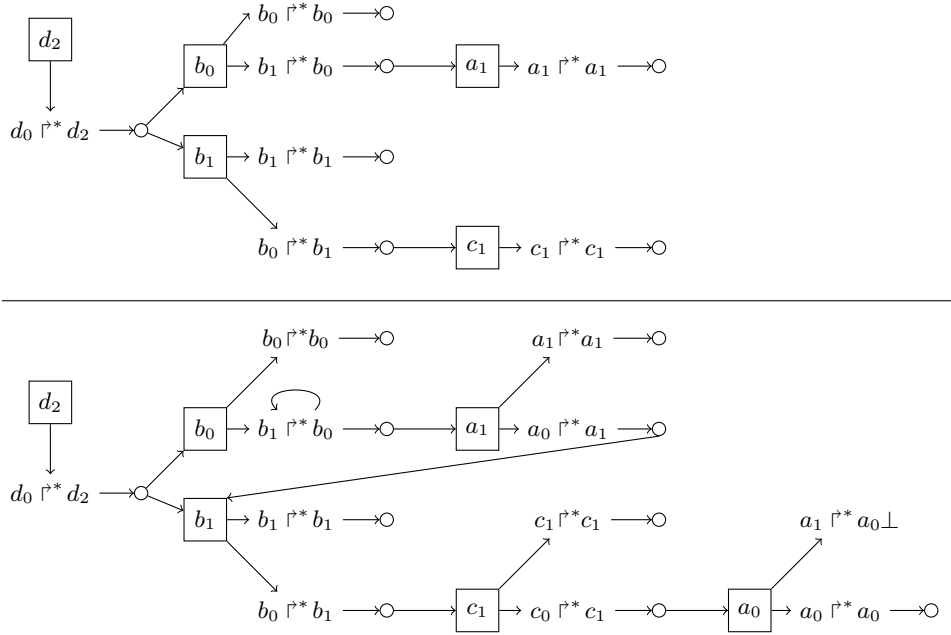 b₀ ↱* b₀
d₂
b₀ b₁ ↱* b₀ a₁ a₁ ↱* a₁
d₀ ↱* d₂
b₁ b₁ ↱* b₁
b₀ ↱* b₁ c₁ c₁ ↱* c₁
b₀ ↱* b₀ a₁ ↱* a₁
d₂
b₀ b₁ ↱* b₀ a₁ a₀ ↱* a₁
d₀ ↱* d₂
b₁ b₁ ↱* b₁ c₁ ↱* c₁ a₁ ↱* a₀⊥
b₀ ↱* b₁ c₁ c₀ ↱* c₁ a₀ a₀ ↱* a₀